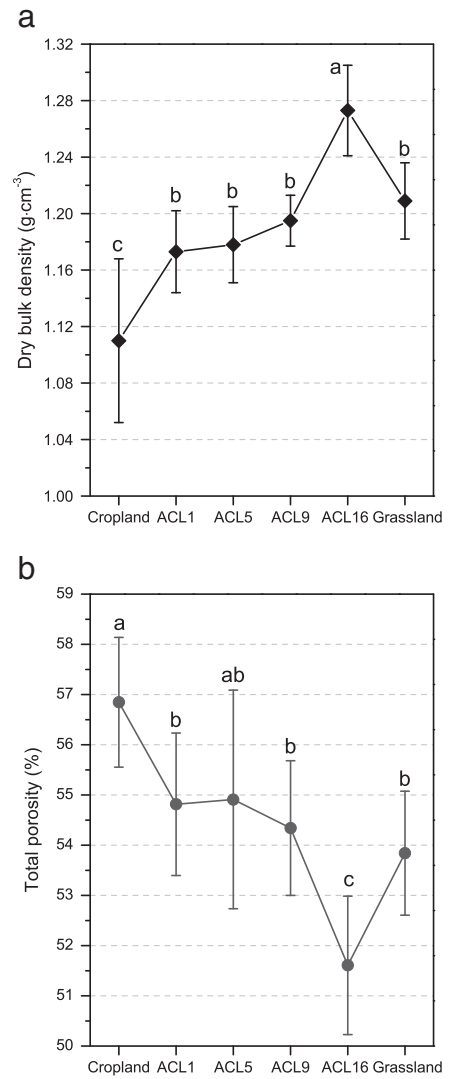 a
1.32
1.28
1.24
1.20
1.16
1.12
1.08
1.04
1.00
Dry bulk density (g·cm⁻³)
c
b
b
b
a
b
Cropland ACL1 ACL5 ACL9 ACL16 Grassland
b
59
58
57
56
55
54
53
52
51
50
Total porosity (%)
a
b
ab
b
c
b
Cropland ACL1 ACL5 ACL9 ACL16 Grassland